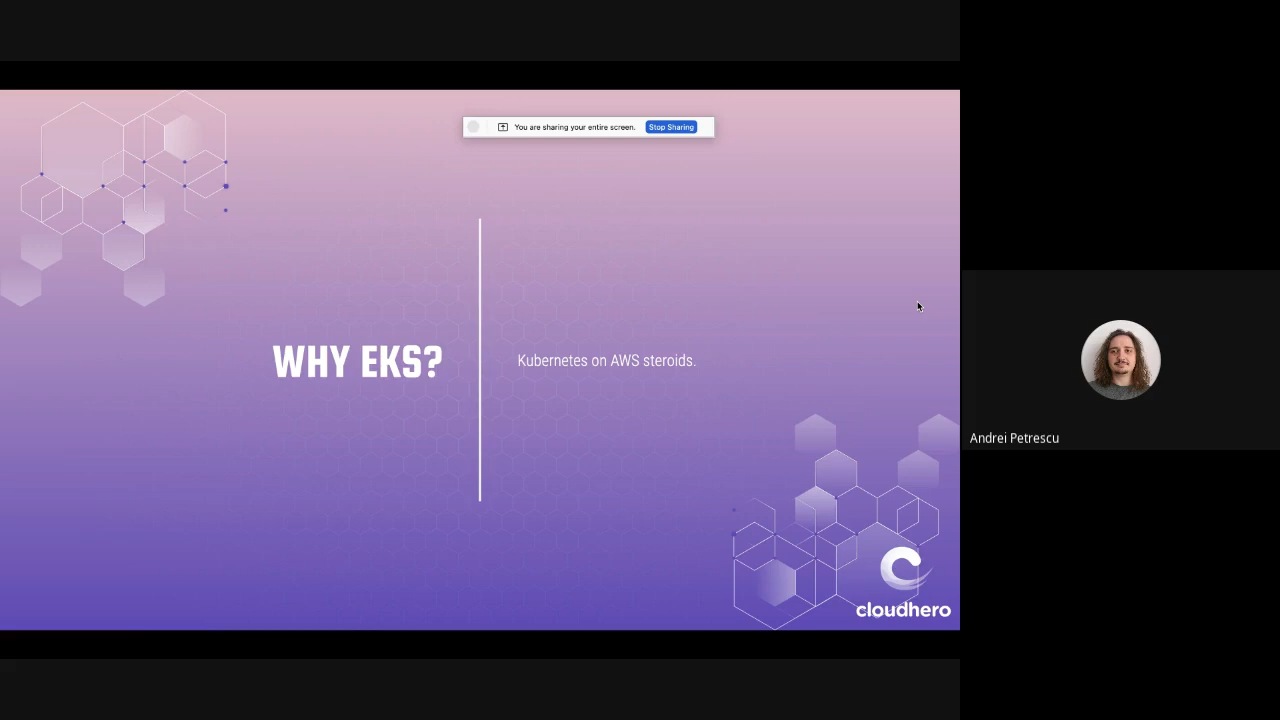 You are sharing your entire screen.
Stop Sharing
WHY EKS?
Kubernetes on AWS steroids.
Andrei Petrescu
cloudhero